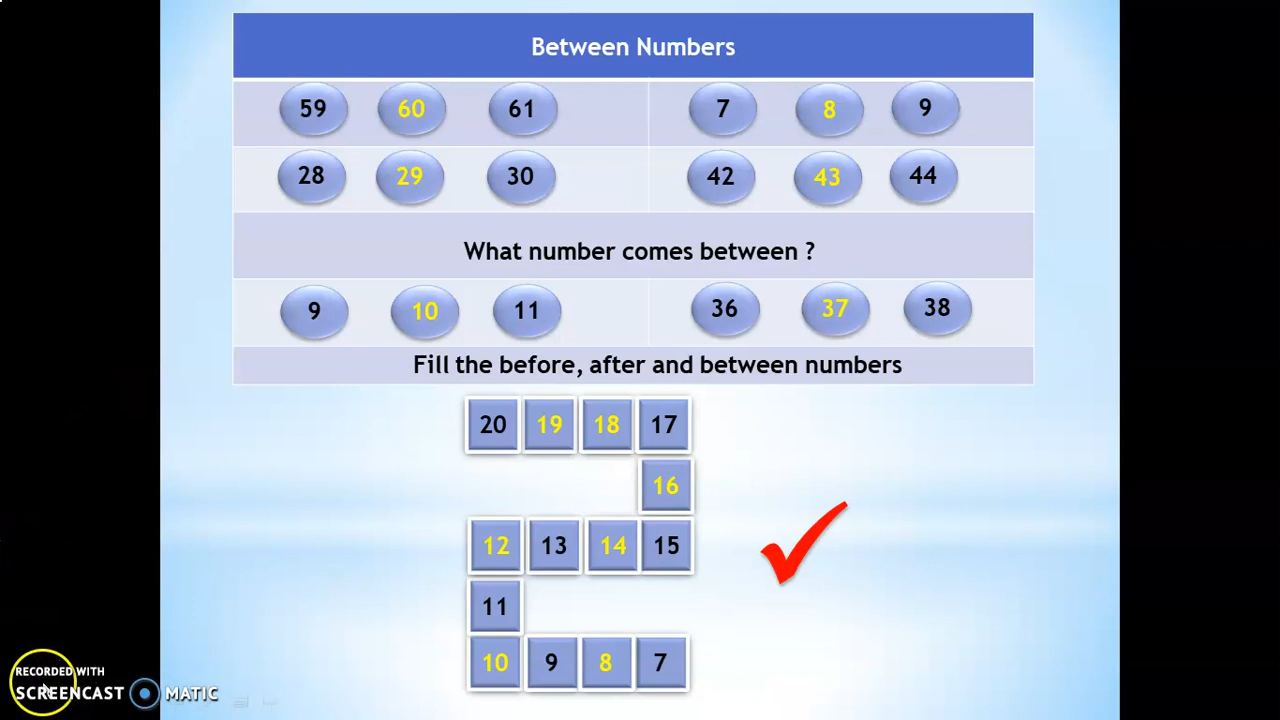 Between Numbers
59 60 61 7 8 9
28 29 30 42 43 44
What number comes between ?
9 10 11 36 37 38
Fill the before, after and between numbers
20 19 18 17
16
12 13 14 15
11
10 9 8 7
RECORDED WITH
SCREENCAST MATIC